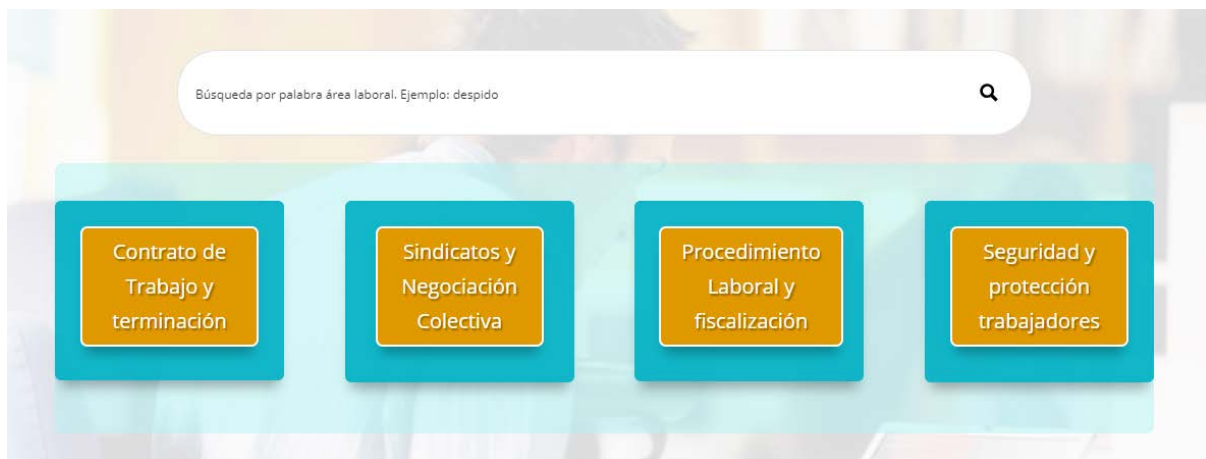 Búsqueda por palabra área laboral. Ejemplo: despido
Contrato de
Trabajo y
terminación
Sindicatos y
Negociación
Colectiva
Procedimiento
Laboral y
fiscalización
Seguridad y
protección
trabajadores